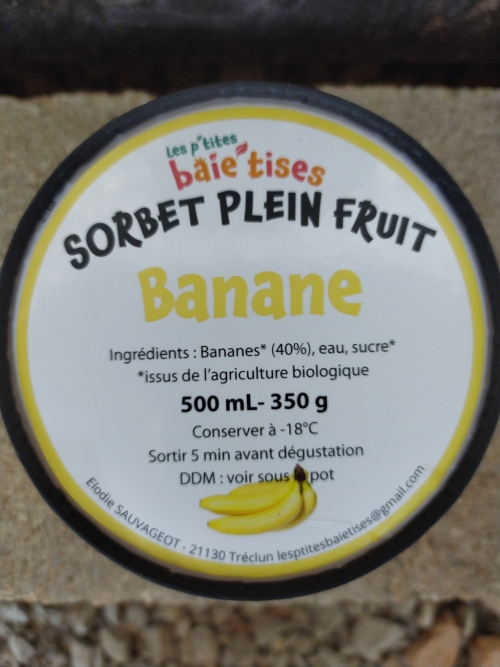 Les p'tites
baie'tises
SORBET PLEIN FRUIT
Banane
Ingrédients : Bananes* (40%), eau, sucre*
*issus de l'agriculture biologique
500 mL- 350 g
Conserver à -18°C
Sortir 5 min avant dégustation
DDM : voir sous pot
Elodie SAUVAGEOT - 21130 Tréclun lesptitesbaietises@gmail.com